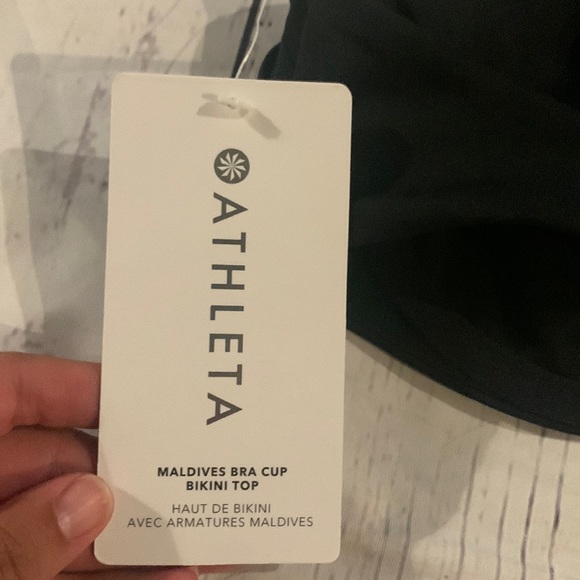 ATHLETA
MALDIVES BRA CUP
BIKINI TOP
HAUT DE BIKINI
AVEC ARMATURES MALDIVES